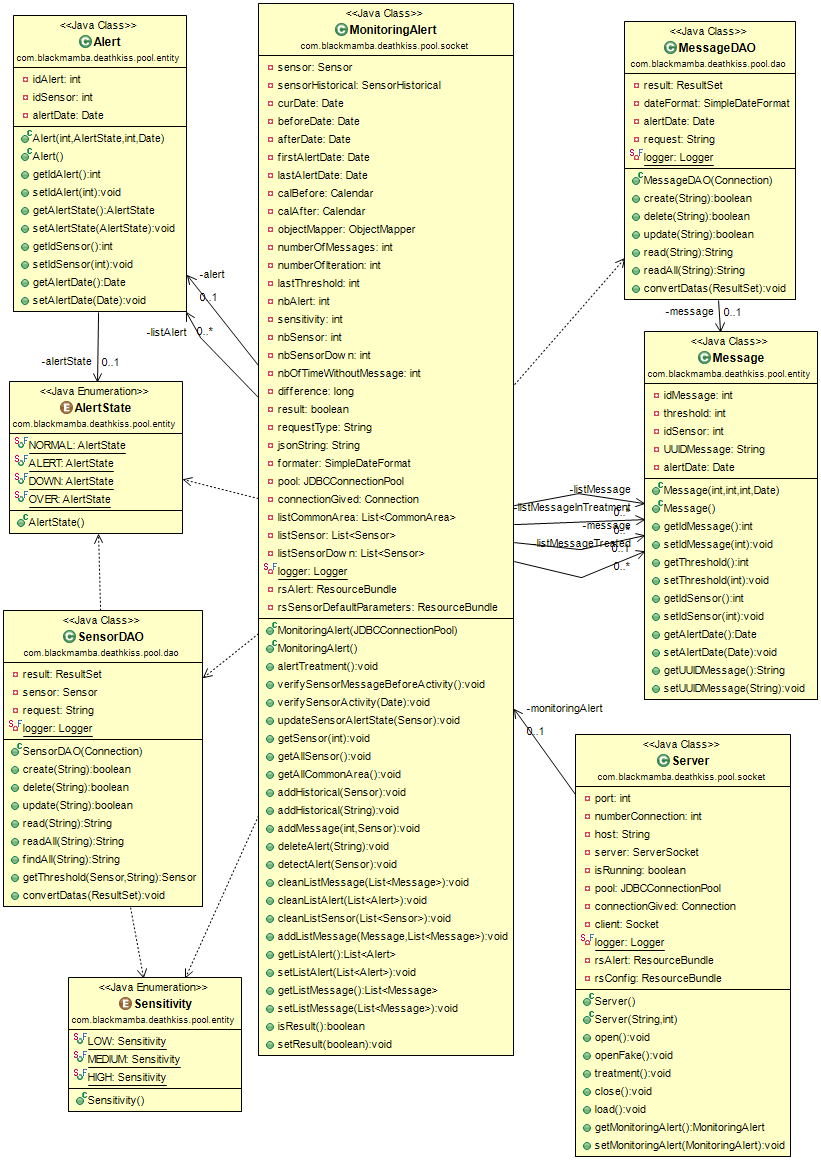 <<Java Class>>
Alert
com.blackmamba.deathkiss.pool.entity
idAlert: int
idSensor: int
alertDate: Date
Alert(int,AlertState,int,Date)
Alert()
getIdAlert():int
setIdAlert(int):void
getAlertState():AlertState
setAlertState(AlertState):void
getIdSensor():int
setIdSensor(int):void
getAlertDate():Date
setAlertDate(Date):void
-alertState
0..1
<<Java Enumeration>>
AlertState
com.blackmamba.deathkiss.pool.entity
NORMAL: AlertState
ALERT: AlertState
DOWN: AlertState
OVER: AlertState
AlertState()
<<Java Class>>
SensorDAO
com.blackmamba.deathkiss.pool.dao
result: ResultSet
sensor: Sensor
request: String
logger: Logger
SensorDAO(Connection)
create(String):boolean
delete(String):boolean
update(String):boolean
read(String):String
readAll(String):String
findAll(String):String
getThreshold(Sensor,String):Sensor
convertDatas(ResultSet):void
<<Java Enumeration>>
Sensitivity
com.blackmamba.deathkiss.pool.entity
LOW: Sensitivity
MEDIUM: Sensitivity
HIGH: Sensitivity
Sensitivity()
-alert
0..1
-listAlert
0..*
<<Java Class>>
MonitoringAlert
com.blackmamba.deathkiss.pool.socket
sensor: Sensor
sensorHistorical: SensorHistorical
curDate: Date
beforeDate: Date
afterDate: Date
firstAlertDate: Date
lastAlertDate: Date
calBefore: Calendar
calAfter: Calendar
objectMapper: ObjectMapper
numberOfMessages: int
numberOfIteration: int
lastThreshold: int
nbAlert: int
sensitivity: int
nbSensor: int
nbSensorDown: int
nbOfTimeWithoutMessage: int
difference: long
result: boolean
requestType: String
jsonString: String
formater: SimpleDateFormat
pool: JDBCConnectionPool
connectionGived: Connection
listCommonArea: List<CommonArea>
listSensor: List<Sensor>
listSensorDown: List<Sensor>
logger: Logger
rsAlert: ResourceBundle
rsSensorDefaultParameters: ResourceBundle
MonitoringAlert(JDBCConnectionPool)
MonitoringAlert()
alertTreatment():void
verifySensorMessageBeforeActivity():void
verifySensorActivity(Date):void
updateSensorAlertState(Sensor):void
getSensor(int):void
getAllSensor():void
getAllCommonArea():void
addHistorical(Sensor):void
addHistorical(String):void
addMessage(int,Sensor):void
deleteAlert(String):void
detectAlert(Sensor):void
cleanListMessage(List<Message>):void
cleanListAlert(List<Alert>):void
cleanListSensor(List<Sensor>):void
addListMessage(Message,List<Message>):void
getListAlert():List<Alert>
setListAlert(List<Alert>):void
getListMessage():List<Message>
setListMessage(List<Message>):void
isResult():boolean
setResult(boolean):void
<<Java Class>>
MessageDAO
com.blackmamba.deathkiss.pool.dao
result: ResultSet
dateFormat: SimpleDateFormat
alertDate: Date
request: String
logger: Logger
MessageDAO(Connection)
create(String):boolean
delete(String):boolean
update(String):boolean
read(String):String
readAll(String):String
convertDatas(ResultSet):void
-message
0..1
<<Java Class>>
Message
com.blackmamba.deathkiss.pool.entity
idMessage: int
threshold: int
idSensor: int
UUIDMessage: String
alertDate: Date
Message(int,int,int,Date)
Message()
getIdMessage():int
setIdMessage(int):void
getThreshold():int
setThreshold(int):void
getIdSensor():int
setIdSensor(int):void
getAlertDate():Date
setAlertDate(Date):void
getUUIDMessage():String
setUUIDMessage(String):void
-listMessage
-listMessageInTreatment
-message
-listMessageTreated
0..1
0..*
-monitoringAlert
0..1
<<Java Class>>
Server
com.blackmamba.deathkiss.pool.socket
port: int
numberConnection: int
host: String
server: ServerSocket
isRunning: boolean
pool: JDBCConnectionPool
connectionGived: Connection
client: Socket
logger: Logger
rsAlert: ResourceBundle
rsConfig: ResourceBundle
Server()
Server(String,int)
open():void
openFake():void
treatment():void
close():void
load():void
getMonitoringAlert():MonitoringAlert
setMonitoringAlert(MonitoringAlert):void